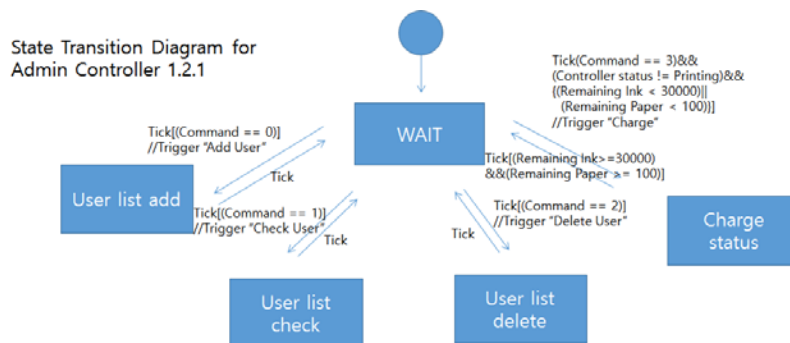 State Transition Diagram for
Admin Controller 1.2.1
Tick(Command == 3)&&
(Controller status != Printing)&&
{(Remaining Ink < 30000)||
(Remaining Paper < 100)}]
//Trigger "Charge"
WAIT
Tick[(Command == 0)]
//Trigger "Add User"
Tick
Tick[(Remaining Ink>=30000)
&&(Remaining Paper >= 100)]
User list add
Tick[(Command == 1)]
//Trigger "Check User"
Tick
Tick[(Command == 2)]
//Trigger "Delete User"
Tick
Charge
status
User list
check
User list
delete